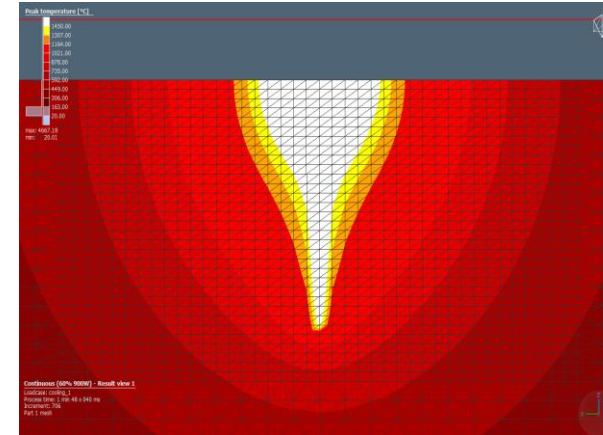 Peak temperature [°C]
1450.00
1307.00
1164.00
1021.00
878.00
735.00
592.00
449.00
306.00
163.00
20.00
max: 4667.18
min: 20.01
Continuous (60% 900W) - Result view 1
Loadcase: cooling_1
Process time: 1 min 48 s 040 ms
Increment: 706
Part 1 mesh